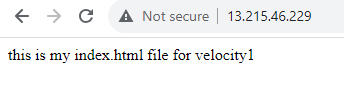 Not secure 13.215.46.229
this is my index.html file for velocity1